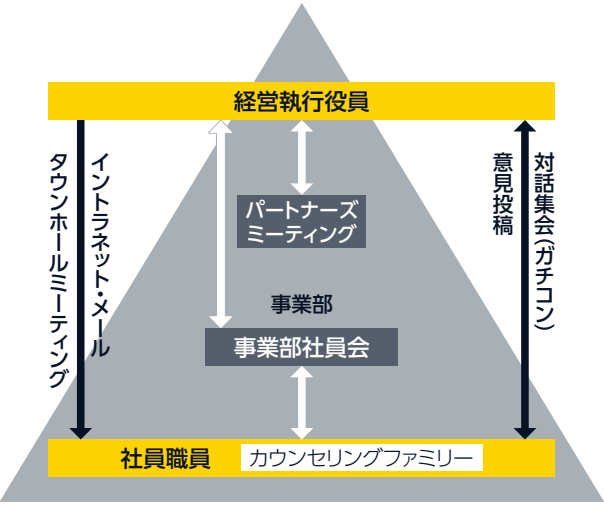 経営執行役員
イントラネット・メール
タウンホールミーティング
パートナーズ
ミーティング
対話集会(ガチコン)
意見投稿
事業部
事業部社員会
社員職員
カウンセリングファミリー